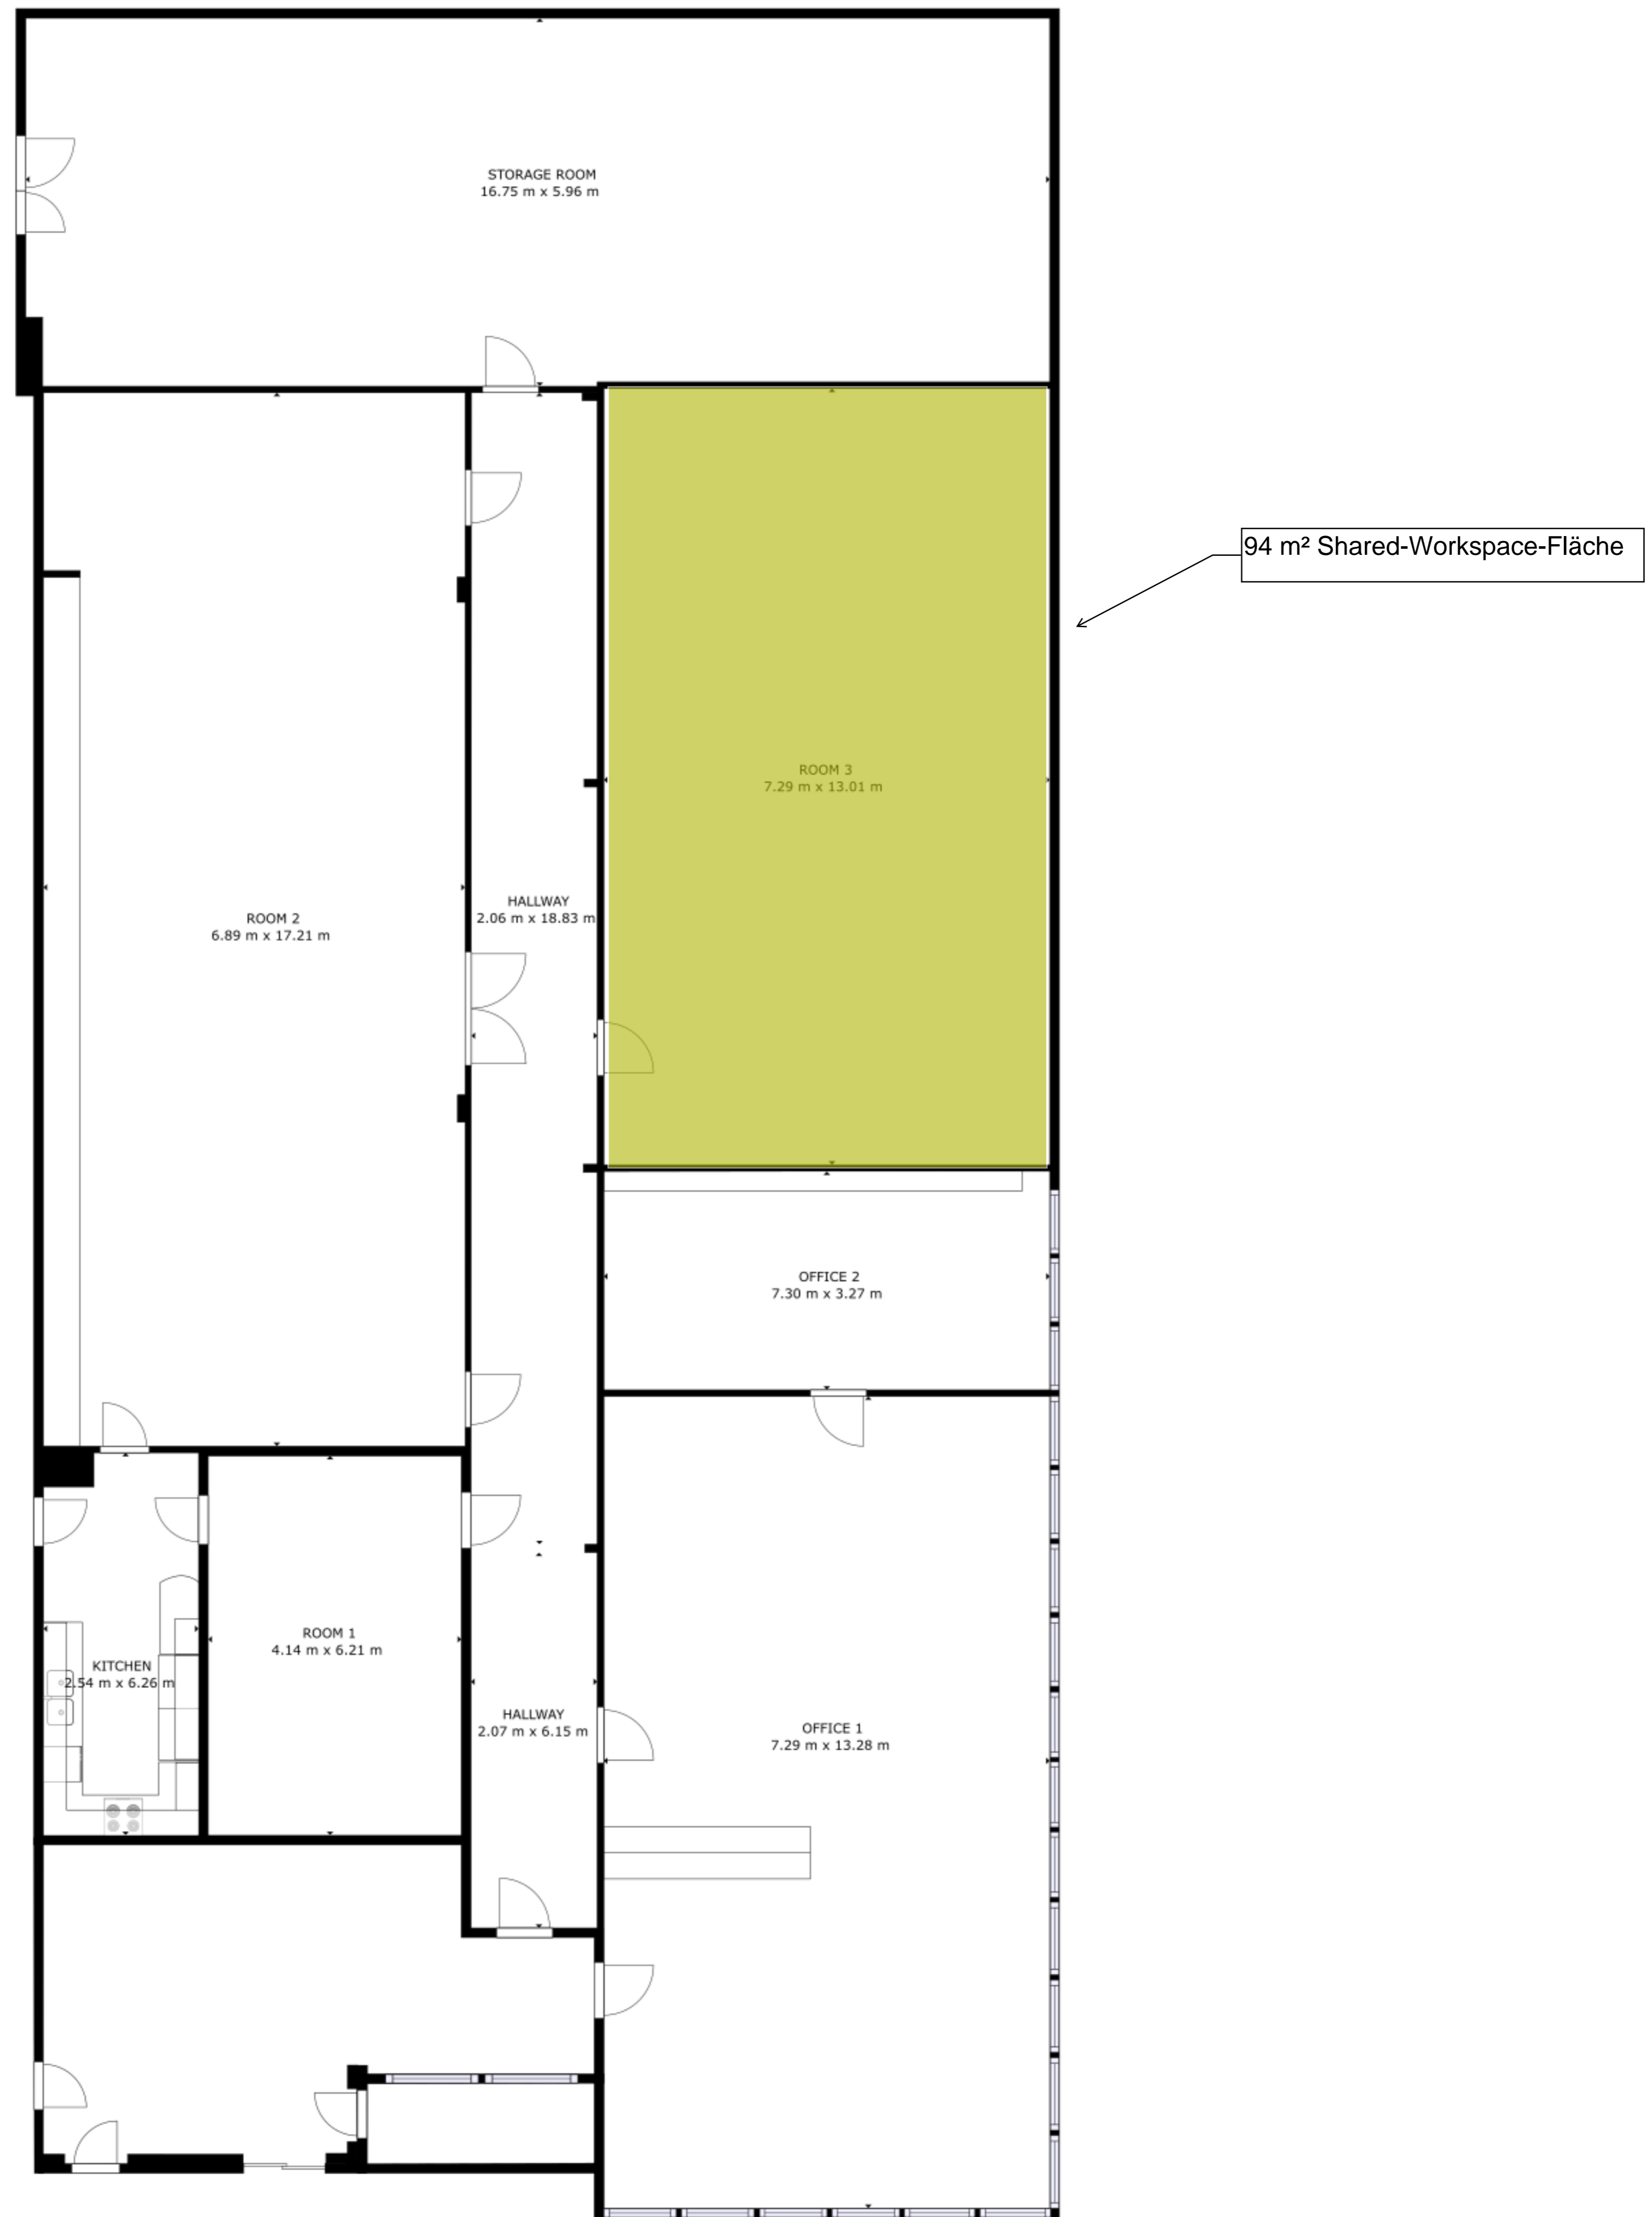 STORAGE ROOM
16.75 m x 5.96 m
94 m² Shared-Workspace-Fläche
ROOM 3
7.29 m x 13.01 m
HALLWAY
2.06 m x 18.83 m
ROOM 2
6.89 m x 17.21 m
OFFICE 2
7.30 m x 3.27 m
ROOM 1
4.14 m x 6.21 m
KITCHEN
2.54 m x 6.26 m
HALLWAY
2.07 m x 6.15 m
OFFICE 1
7.29 m x 13.28 m